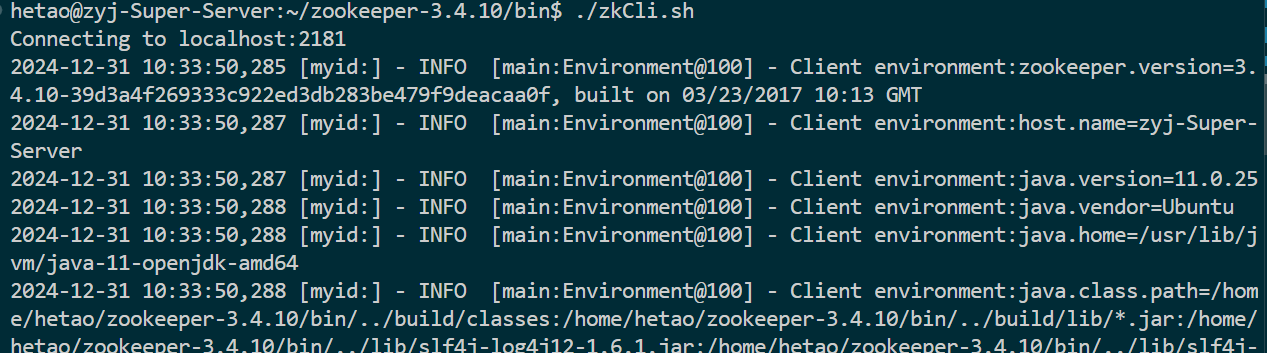 hetao@zyj-Super-Server:~/zookeeper-3.4.10/bin$ ./zkCli.sh
Connecting to localhost:2181
2024-12-31 10:33:50,285 [myid:] - INFO  [main:Environment@100] - Client environment:zookeeper.version=3.
4.10-39d3a4f269333c922ed3db283be479f9deacaa0f, built on 03/23/2017 10:13 GMT
2024-12-31 10:33:50,287 [myid:] - INFO  [main:Environment@100] - Client environment:host.name=zyj-Super-
Server
2024-12-31 10:33:50,287 [myid:] - INFO  [main:Environment@100] - Client environment:java.version=11.0.25
2024-12-31 10:33:50,288 [myid:] - INFO  [main:Environment@100] - Client environment:java.vendor=Ubuntu
2024-12-31 10:33:50,288 [myid:] - INFO  [main:Environment@100] - Client environment:java.home=/usr/lib/j
vm/java-11-openjdk-amd64
2024-12-31 10:33:50,288 [myid:] - INFO  [main:Environment@100] - Client environment:java.class.path=/hom
e/hetao/zookeeper-3.4.10/bin/../build/classes:/home/hetao/zookeeper-3.4.10/bin/../build/lib/*.jar:/home/
hetao/zookeeper-3.4.10/bin/../lib/slf4j-log4j12-1.6.1.jar:/home/hetao/zookeeper-3.4.10/bin/../lib/slf4j-